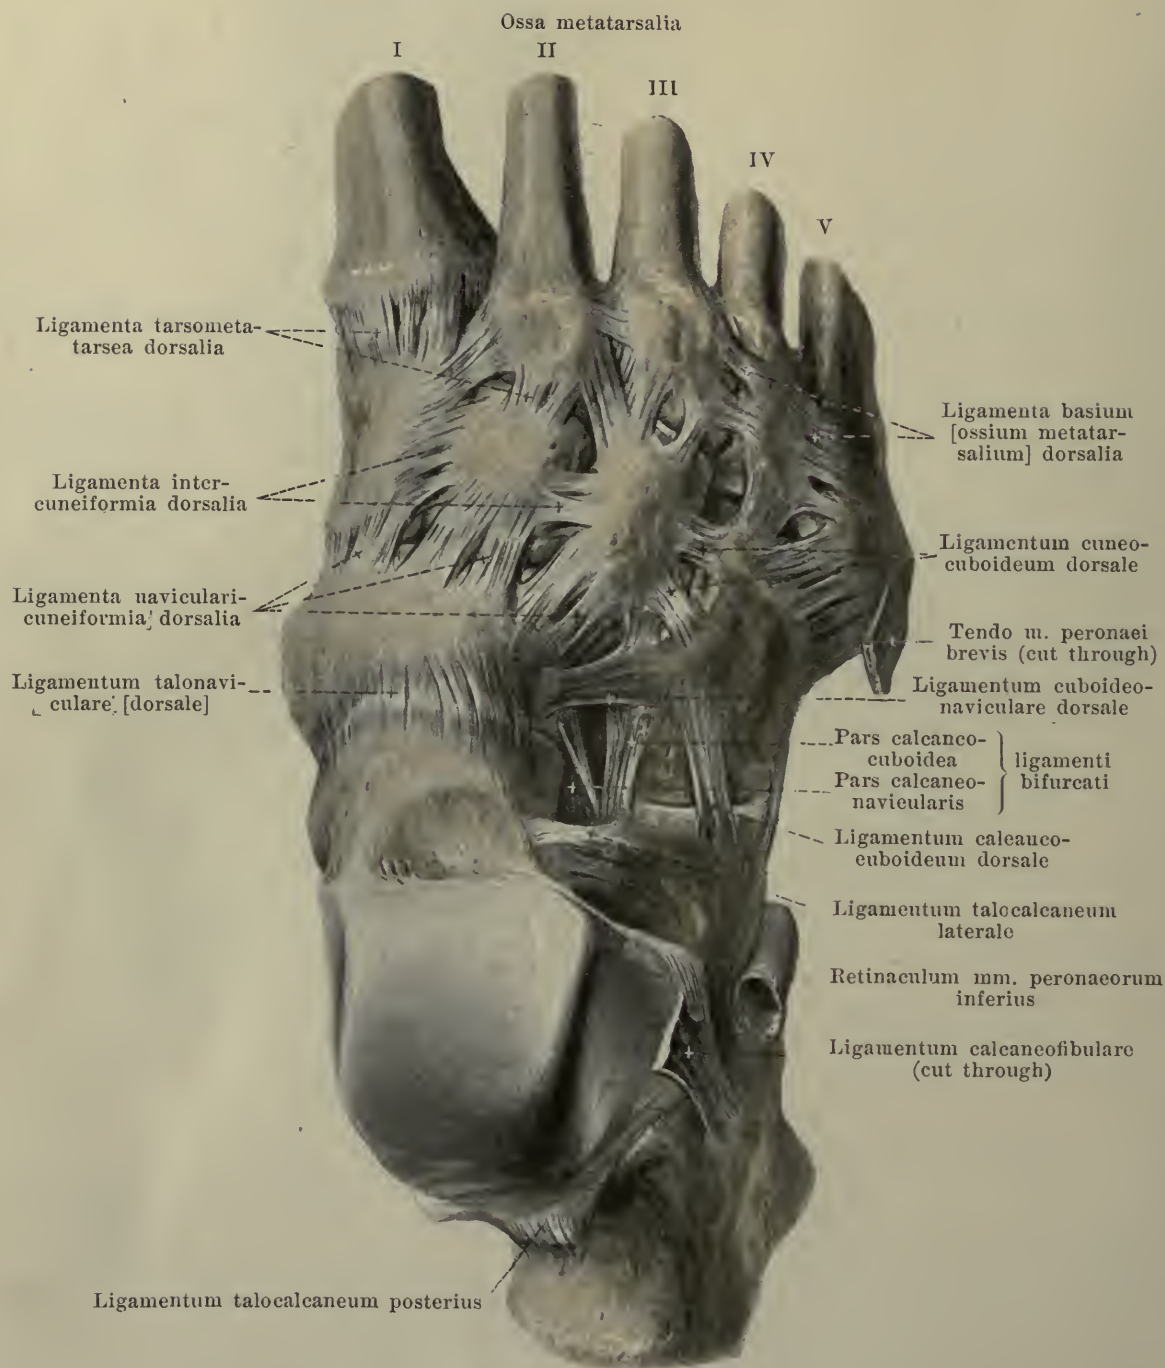 Ossa metatarsalia
I
II
III
IV
V
Ligamenta tarsometa-
tarsea dorsalia
Ligamenta inter-
cuneiformia dorsalia
Ligamenta naviculari-
cuneiformia dorsalia
Ligamentum talonavi-
culare [dorsale]
Ligamenta basium
[ossium metatar-
salium] dorsalia
Ligamentum cuneo-
cuboideum dorsale
Tendo m. peronaei
brevis (cut through)
Ligamentum cuboideo-
naviculare dorsale
Pars calcaneo-
cuboidea
Pars calcaneo-
navicularis
ligamenti
bifurcati
Ligamentum calcaneo-
cuboideum dorsale
Ligamentum talocalcaneum
laterale
Retinaculum mm. peronaeorum
inferius
Ligamentum calcaneofibulare
(cut through)
Ligamentum talocalcaneum posterius